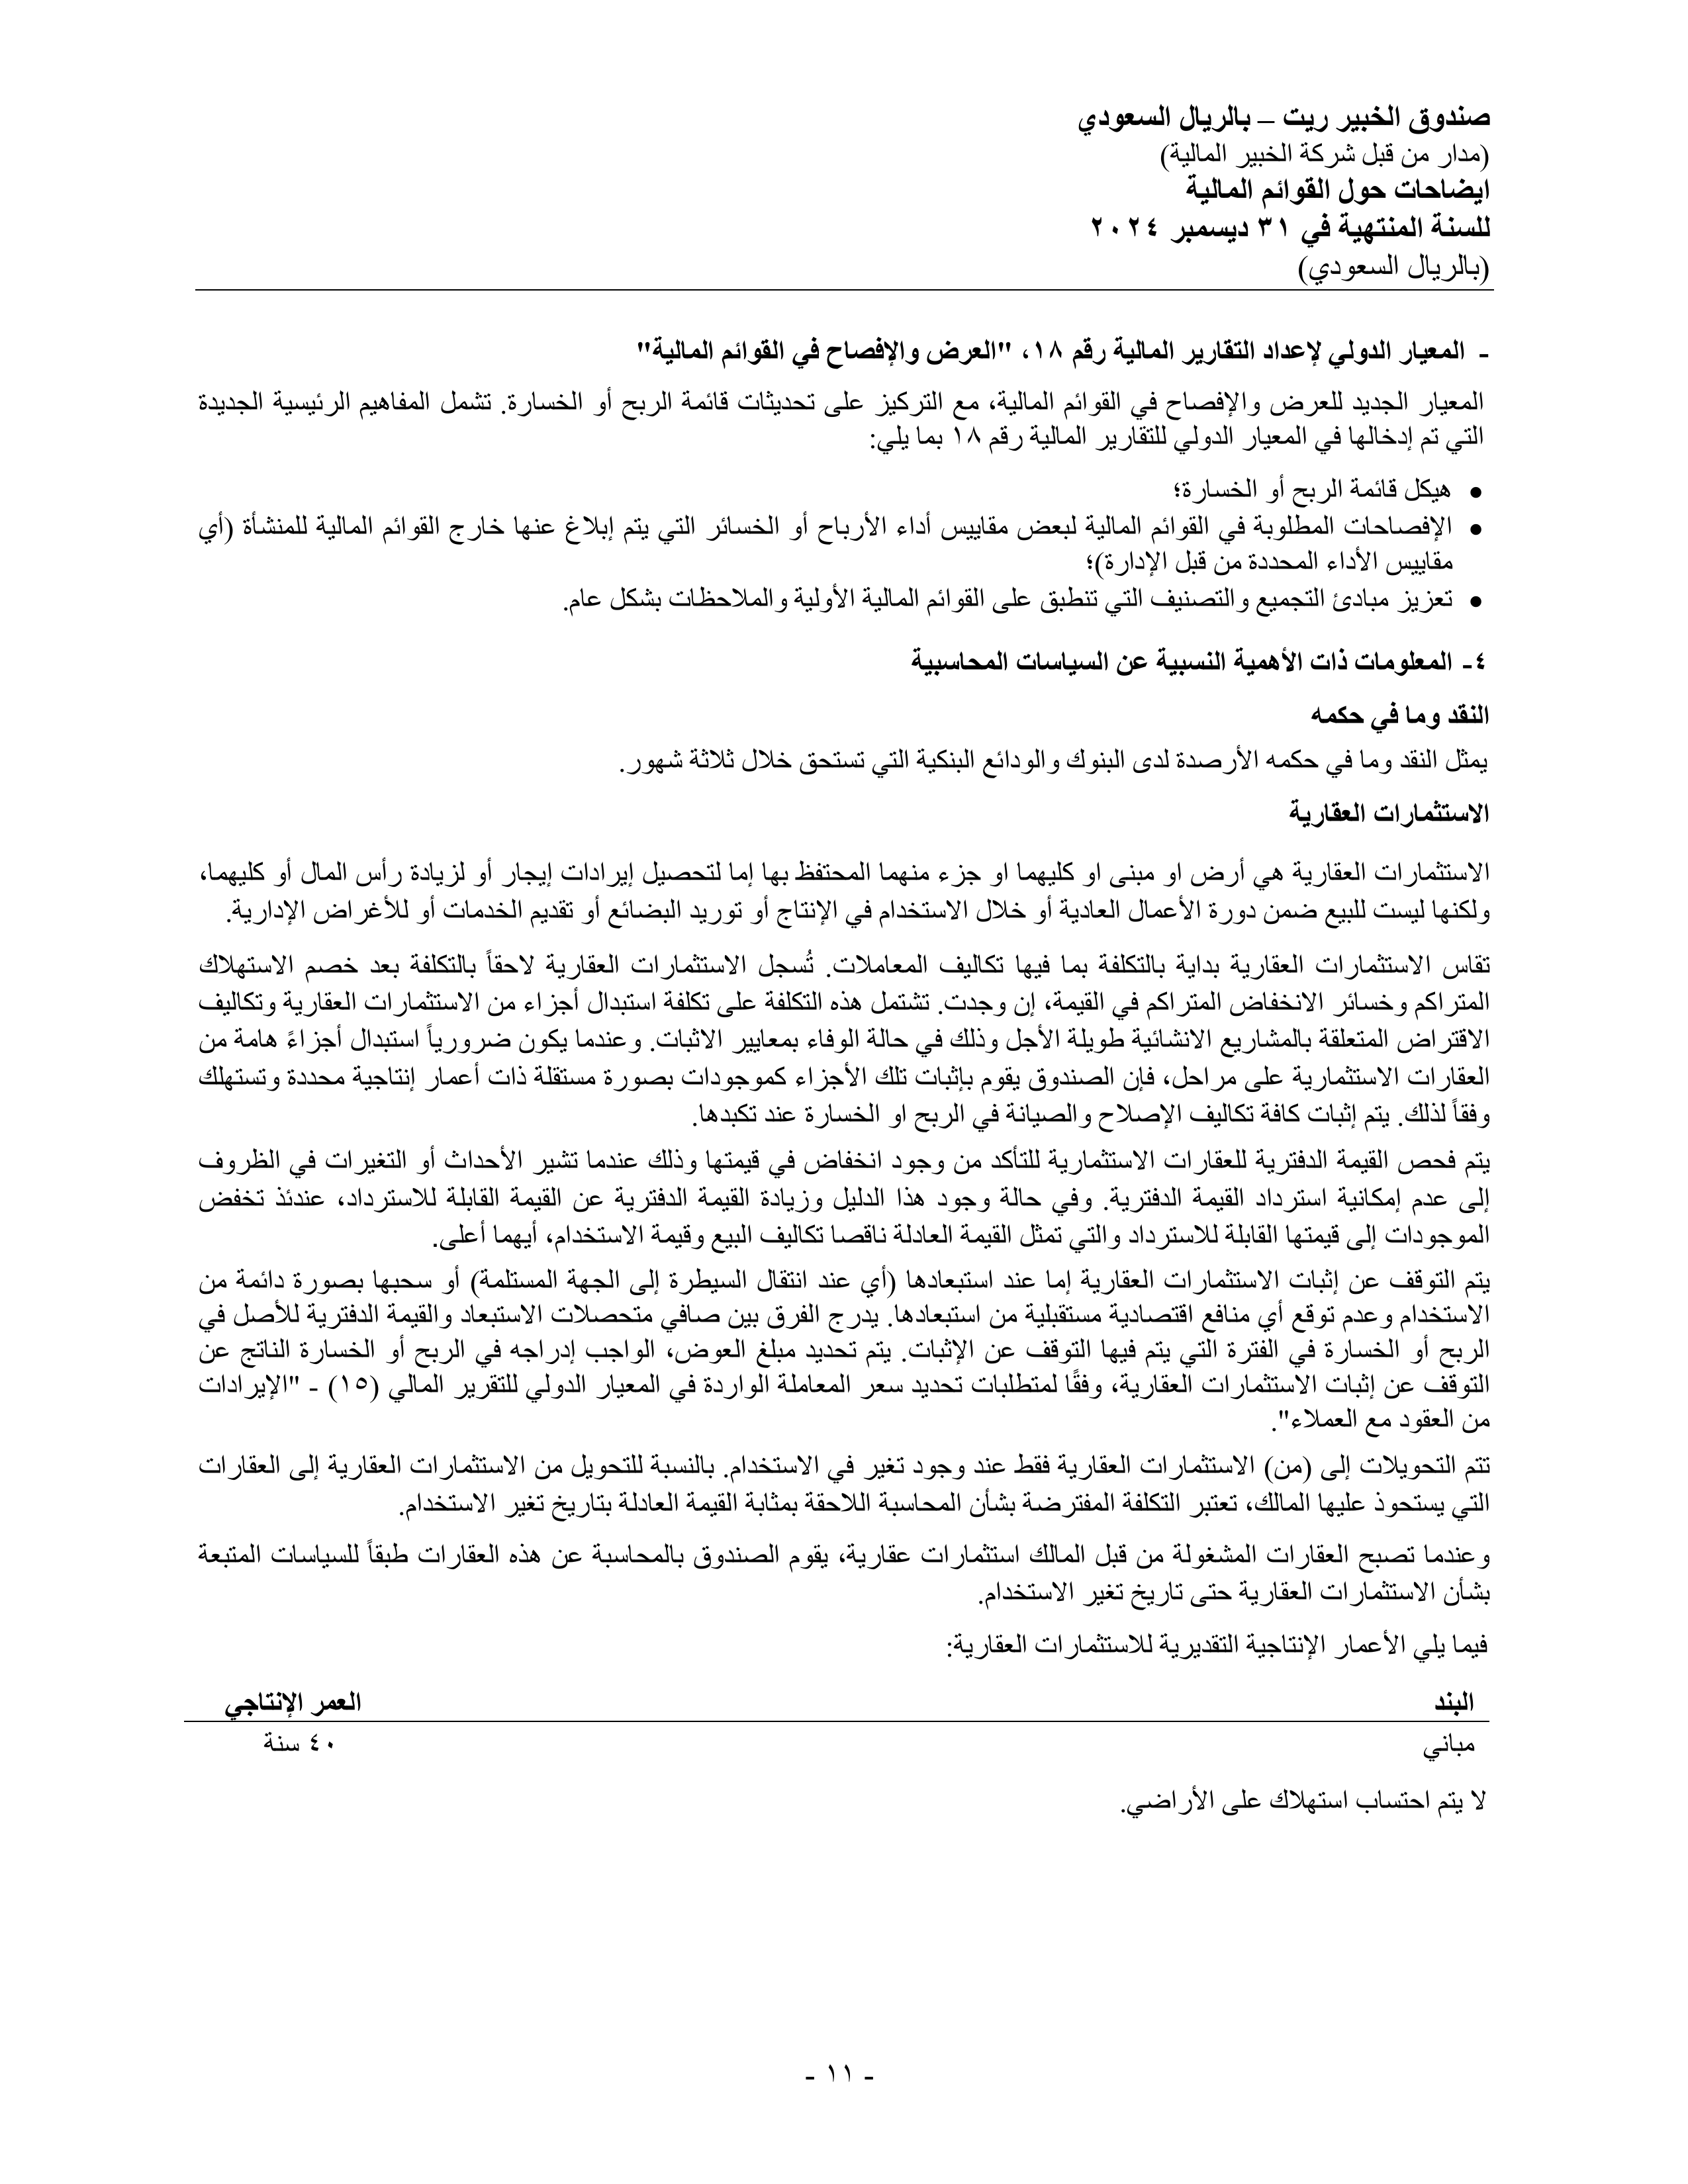 صندوق الخبير ريت – بالريال السعودي
(مدار من قبل شركة الخبير المالية)
ايضاحات حول القوائم المالية
للسنة المنتهية في ٣١ ديسمبر ٢٠٢٤
(بالريال السعودي)
- المعيار الدولي لإعداد التقارير المالية رقم ١٨، "العرض والإفصاح في القوائم المالية"
المعيار الجديد للعرض والإفصاح في القوائم المالية، مع التركيز على تحديثات قائمة الربح أو الخسارة. تشمل المفاهيم الرئيسية الجديدة
التي تم إدخالها في المعيار الدولي للتقارير المالية رقم ١٨ بما يلي:
• هيكل قائمة الربح أو الخسارة؛
• الإفصاحات المطلوبة في القوائم المالية لبعض مقاييس أداء الأرباح أو الخسائر التي يتم إبلاغ عنها خارج القوائم المالية للمنشأة (أي
مقاييس الأداء المحددة من قبل الإدارة)؛
• تعزيز مبادئ التجميع والتصنيف التي تنطبق على القوائم المالية الأولية والملاحظات بشكل عام.
٤- المعلومات ذات الأهمية النسبية عن السياسات المحاسبية
النقد وما في حكمه
يمثل النقد وما في حكمه الأرصدة لدى البنوك والودائع البنكية التي تستحق خلال ثلاثة شهور.
الاستثمارات العقارية
الاستثمارات العقارية هي أرض او مبنى او كليهما او جزء منهما المحتفظ بها إما لتحصيل إيرادات إيجار أو لزيادة رأس المال أو كليهما،
ولكنها ليست للبيع ضمن دورة الأعمال العادية أو خلال الاستخدام في الإنتاج أو توريد البضائع أو تقديم الخدمات أو للأغراض الإدارية.
تقاس الاستثمارات العقارية بداية بالتكلفة بما فيها تكاليف المعاملات. تُسجل الاستثمارات العقارية لاحقاً بالتكلفة بعد خصم الاستهلاك
المتراكم وخسائر الانخفاض المتراكم في القيمة، إن وجدت. تشتمل هذه التكلفة على تكلفة استبدال أجزاء من الاستثمارات العقارية وتكاليف
الاقتراض المتعلقة بالمشاريع الانشائية طويلة الأجل وذلك في حالة الوفاء بمعايير الاثبات. وعندما يكون ضرورياً استبدال أجزاءً هامة من
العقارات الاستثمارية على مراحل، فإن الصندوق يقوم بإثبات تلك الأجزاء كموجودات بصورة مستقلة ذات أعمار إنتاجية محددة وتستهلك
وفقاً لذلك. يتم إثبات كافة تكاليف الإصلاح والصيانة في الربح او الخسارة عند تكبدها.
يتم فحص القيمة الدفترية للعقارات الاستثمارية للتأكد من وجود انخفاض في قيمتها وذلك عندما تشير الأحداث أو التغيرات في الظروف
إلى عدم إمكانية استرداد القيمة الدفترية. وفي حالة وجود هذا الدليل وزيادة القيمة الدفترية عن القيمة القابلة للاسترداد، عندئذ تخفض
الموجودات إلى قيمتها القابلة للاسترداد والتي تمثل القيمة العادلة ناقصا تكاليف البيع وقيمة الاستخدام، أيهما أعلى.
يتم التوقف عن إثبات الاستثمارات العقارية إما عند استبعادها (أي عند انتقال السيطرة إلى الجهة المستلمة) أو سحبها بصورة دائمة من
الاستخدام وعدم توقع أي منافع اقتصادية مستقبلية من استبعادها. يدرج الفرق بين صافي متحصلات الاستبعاد والقيمة الدفترية للأصل في
الربح أو الخسارة في الفترة التي يتم فيها التوقف عن الإثبات. يتم تحديد مبلغ العوض، الواجب إدراجه في الربح أو الخسارة الناتج عن
التوقف عن إثبات الاستثمارات العقارية، وفقًا لمتطلبات تحديد سعر المعاملة الواردة في المعيار الدولي للتقرير المالي (١٥) - "الإيرادات
من العقود مع العملاء".
تتم التحويلات إلى (من) الاستثمارات العقارية فقط عند وجود تغير في الاستخدام. بالنسبة للتحويل من الاستثمارات العقارية إلى العقارات
التي يستحوذ عليها المالك، تعتبر التكلفة المفترضة بشأن المحاسبة اللاحقة بمثابة القيمة العادلة بتاريخ تغير الاستخدام.
وعندما تصبح العقارات المشغولة من قبل المالك استثمارات عقارية، يقوم الصندوق بالمحاسبة عن هذه العقارات طبقاً للسياسات المتبعة
بشأن الاستثمارات العقارية حتى تاريخ تغير الاستخدام.
فيما يلي الأعمار الإنتاجية التقديرية للاستثمارات العقارية:
البند العمر الإنتاجي
مباني ٤٠ سنة
لا يتم احتساب استهلاك على الأراضي.
- ١١ -